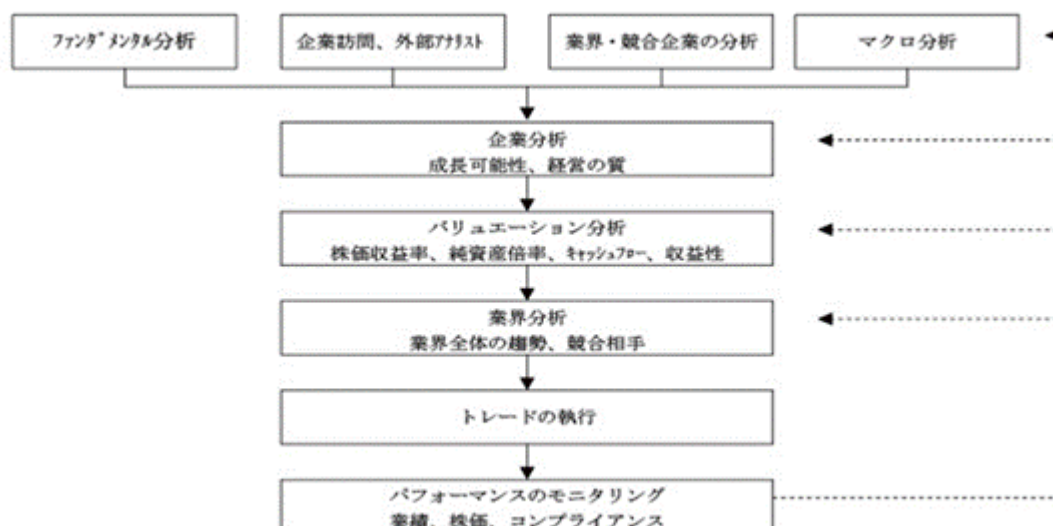 ﾌｧﾝﾀﾞﾒﾝﾀﾙ分析
企業訪問、外部ｱﾅﾘｽﾄ
業界・競合企業の分析
マクロ分析
企業分析
成長可能性、経営の質
バリュエーション分析
株価収益率、純資産倍率、ｷｬｯｼｭﾌﾛｰ、収益性
業界分析
業界全体の趨勢、競合相手
トレードの執行
パフォーマンスのモニタリング
業績、株価、コンプライアンス